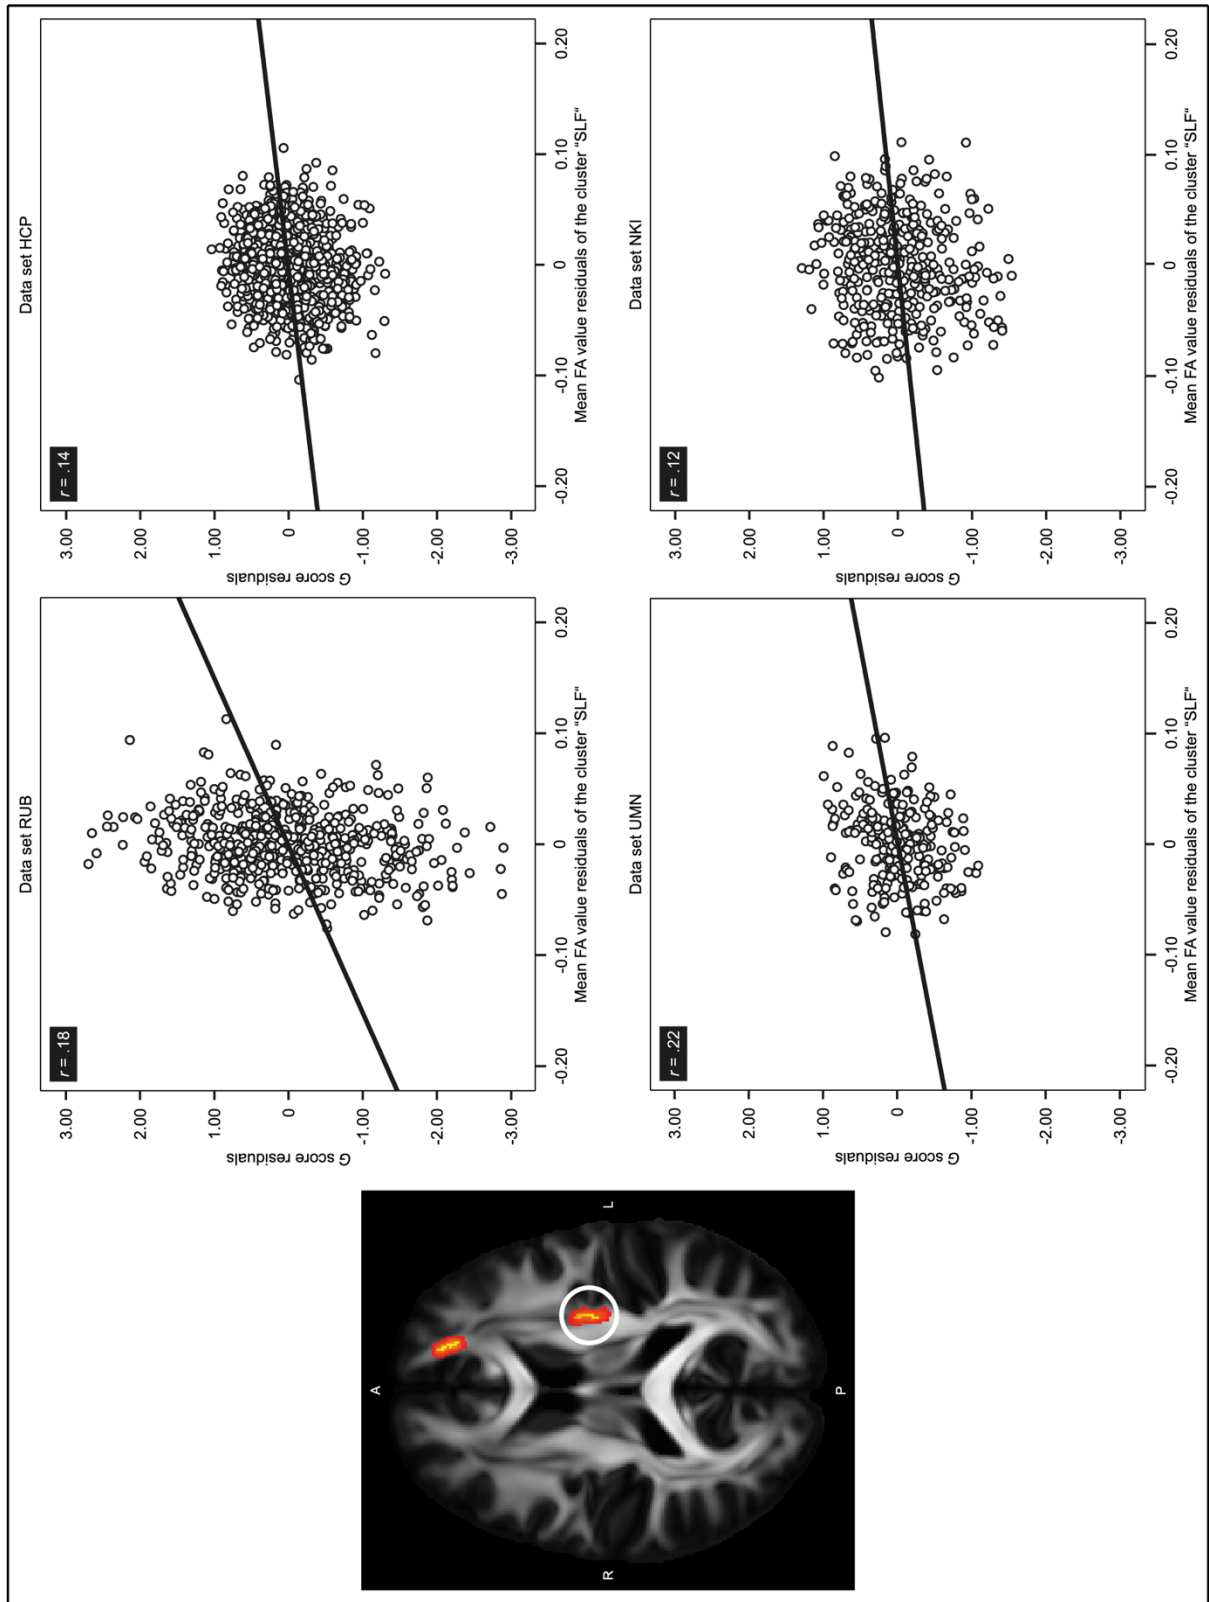 A
R
L
P
Data set RUB
r = .18
3.00
2.00
1.00
0
-1.00
-2.00
-3.00
G score residuals
-0.20 -0.10 0 0.10 0.20
Mean FA value residuals of the cluster “SLF“
Data set HCP
r = .14
3.00
2.00
1.00
0
-1.00
-2.00
-3.00
G score residuals
-0.20 -0.10 0 0.10 0.20
Mean FA value residuals of the cluster “SLF“
Data set UMN
r = .22
3.00
2.00
1.00
0
-1.00
-2.00
-3.00
G score residuals
-0.20 -0.10 0 0.10 0.20
Mean FA value residuals of the cluster “SLF“
Data set NKI
r = .12
3.00
2.00
1.00
0
-1.00
-2.00
-3.00
G score residuals
-0.20 -0.10 0 0.10 0.20
Mean FA value residuals of the cluster “SLF“